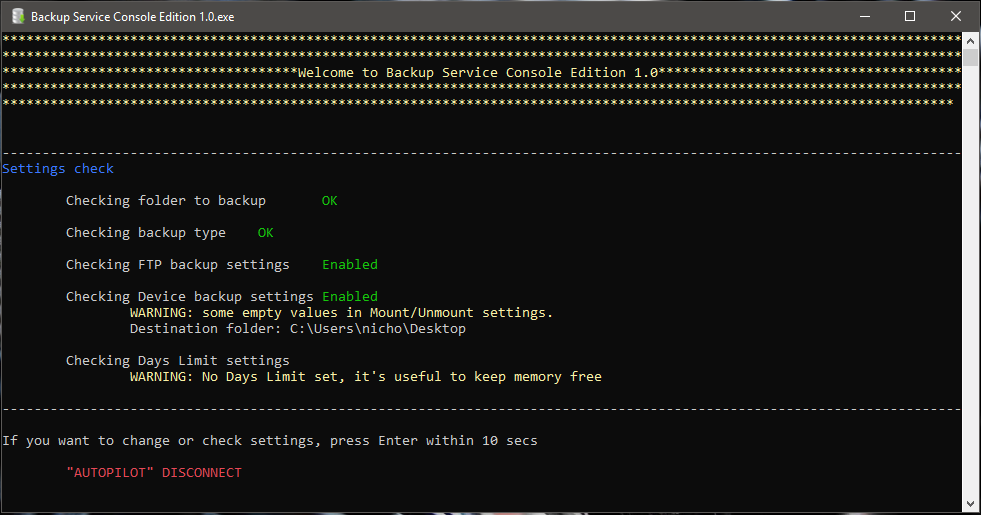 Backup Service Console Edition 1.0.exe
************************************************************************************************************************
************************************************************************************************************************
*************************************Welcome to Backup Service Console Edition 1.0**************************************
************************************************************************************************************************
***********************************************************************************************************************
------------------------------------------------------------------------------------------------------------------------
Settings check
Checking folder to backup OK
Checking backup type OK
Checking FTP backup settings Enabled
Checking Device backup settings Enabled
WARNING: some empty values in Mount/Unmount settings.
Destination folder: C:\Users\nicho\Desktop
Checking Days Limit settings
WARNING: No Days Limit set, it's useful to keep memory free
------------------------------------------------------------------------------------------------------------------------
If you want to change or check settings, press Enter within 10 secs
"AUTOPILOT" DISCONNECT